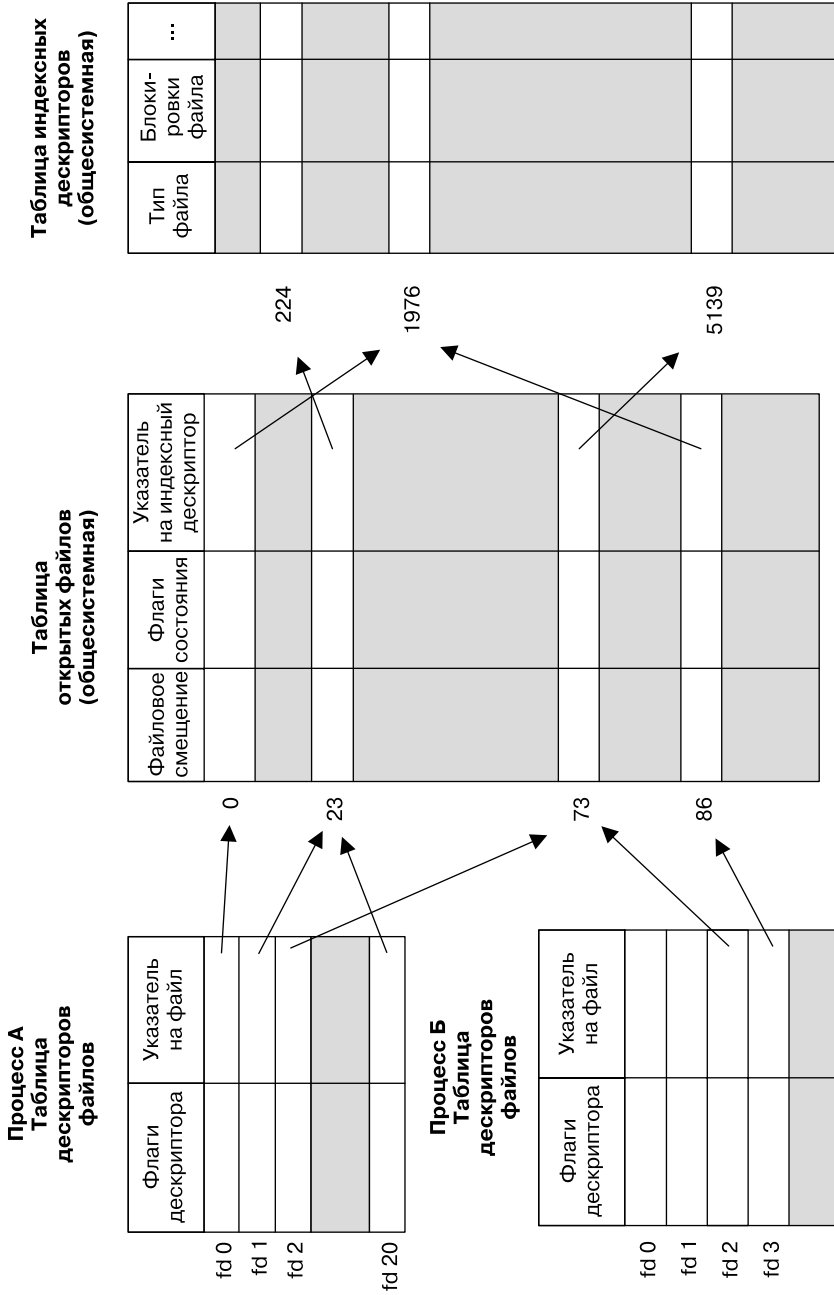 Процесс А
Таблица
дескрипторов
файлов
Флаги
дескриптора
Указатель
на файл
fd 0
fd 1
fd 2
fd 20
Процесс Б
Таблица
дескрипторов
файлов
Флаги
дескриптора
Указатель
на файл
fd 0
fd 1
fd 2
fd 3
Таблица
открытых файлов
(общесистемная)
Файловое
смещение
Флаги
состояния
Указатель
на индексный
дескриптор
0
23
73
86
Таблица индексных
дескрипторов
(общесистемная)
Тип
файла
Блоки-
ровки
файла
...
224
1976
5139